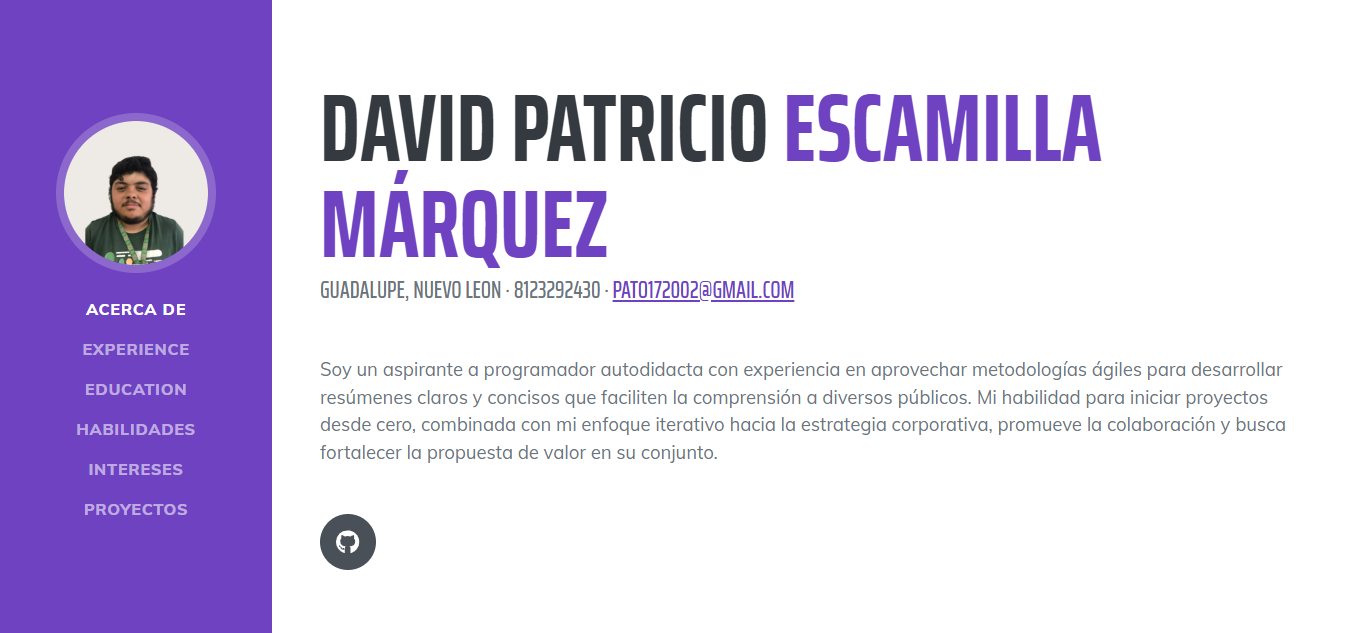 ACERCA DE
EXPERIENCE
EDUCATION
HABILIDADES
INTERESES
PROYECTOS
DAVID PATRICIO ESCAMILLA
MÁRQUEZ
GUADALUPE, NUEVO LEON · 8123292430 · PATO172002@GMAIL.COM
Soy un aspirante a programador autodidacta con experiencia en aprovechar metodologías ágiles para desarrollar
resúmenes claros y concisos que faciliten la comprensión a diversos públicos. Mi habilidad para iniciar proyectos
desde cero, combinada con mi enfoque iterativo hacia la estrategia corporativa, promueve la colaboración y busca
fortalecer la propuesta de valor en su conjunto.